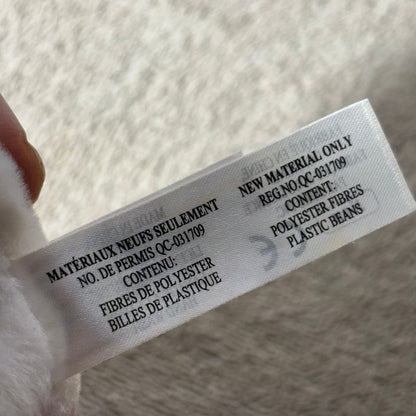 MATÉRIAUX NEUFS SEULEMENT
NO. DE PERMIS QC-031709
CONTENU:
FIBRES DE POLYESTER
BILLES DE PLASTIQUE
NEW MATERIAL ONLY
REG.NO.QC-031709
CONTENT:
POLYESTER FIBRES
PLASTIC BEANS